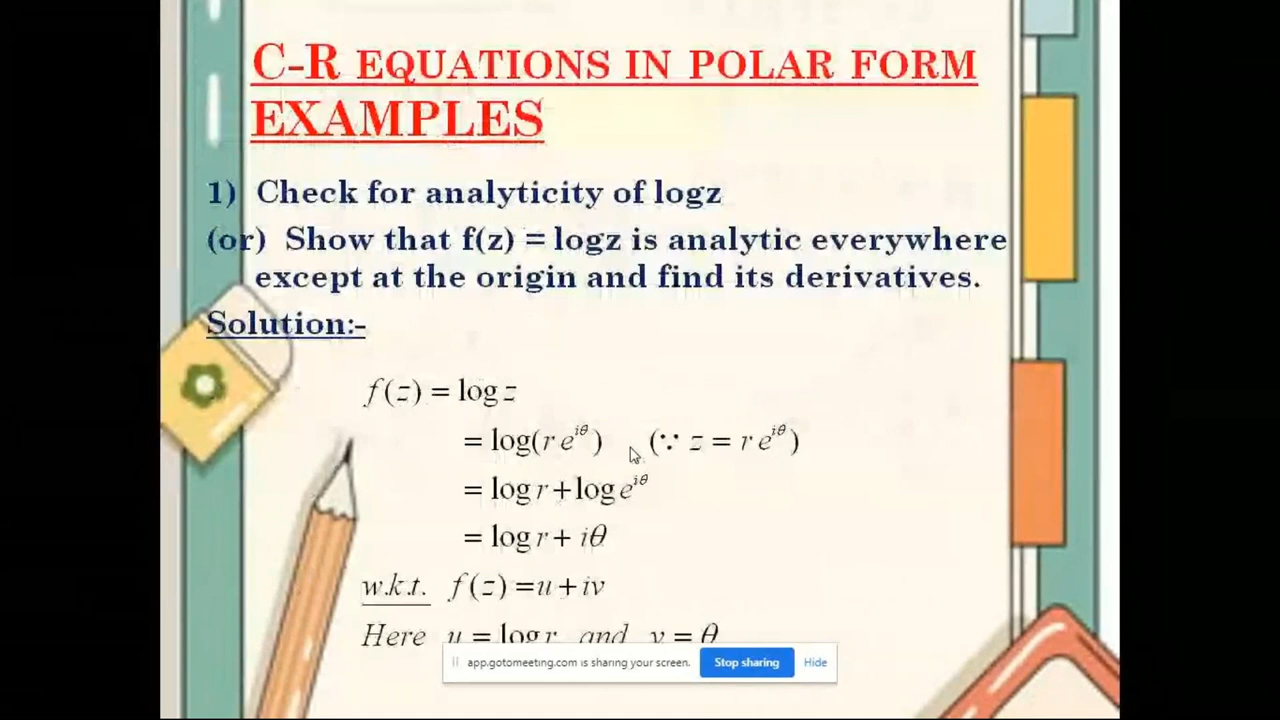 C-R EQUATIONS IN POLAR FORM
EXAMPLES
1) Check for analyticity of logz
(or) Show that f(z) = logz is analytic everywhere
except at the origin and find its derivatives.
Solution:-
f(z) = log z
= log(r e^{iθ}) (∵ z = r e^{iθ})
= log r + log e^{iθ}
= log r + iθ
w.k.t. f(z) = u + iv
Here u = log r and v = θ
app.gotomeeting.com is sharing your screen. Stop sharing Hide